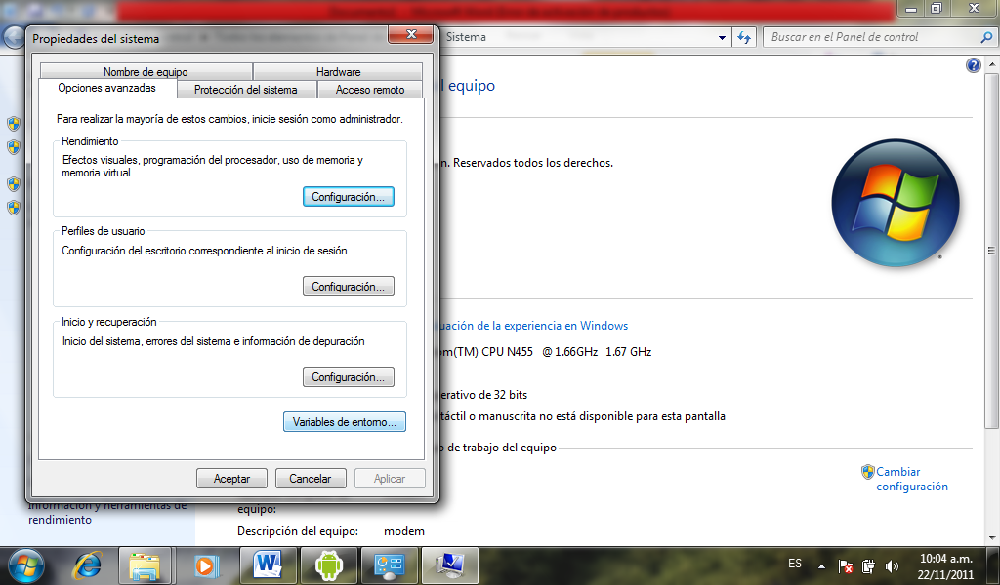 Propiedades del sistema
Sistema
Buscar en el Panel de control
Nombre de equipo
Hardware
Opciones avanzadas
Protección del sistema
Acceso remoto
Para realizar la mayoría de estos cambios, inicie sesión como administrador.
Rendimiento
Efectos visuales, programación del procesador, uso de memoria y
memoria virtual
Configuración...
Perfiles de usuario
Configuración del escritorio correspondiente al inicio de sesión
Configuración...
Inicio y recuperación
Inicio del sistema, errores del sistema e información de depuración
Configuración...
Variables de entorno...
Aceptar
Cancelar
Aplicar
l equipo
n. Reservados todos los derechos.
uación de la experiencia en Windows
om(TM) CPU N455 @ 1.66GHz 1.67 GHz
erativo de 32 bits
táctil o manuscrita no está disponible para esta pantalla
o de trabajo del equipo
Cambiar
configuración
Información y herramientas de
rendimiento
equipo:
Descripción del equipo: modem
ES
10:04 a.m.
22/11/2011